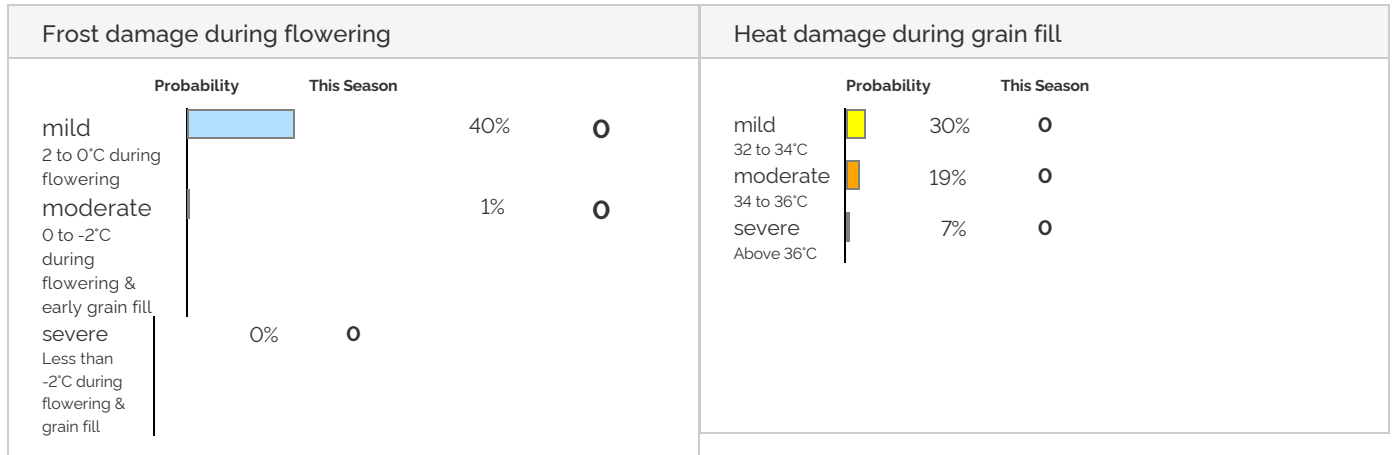 Frost damage during flowering
Probability This Season
mild 40% 0
2 to 0°C during
flowering
moderate 1% 0
0 to -2°C
during
flowering &
early grain fill
severe 0% 0
Less than
-2°C during
flowering &
grain fill
Heat damage during grain fill
Probability This Season
mild 30% 0
32 to 34°C
moderate 19% 0
34 to 36°C
severe 7% 0
Above 36°C